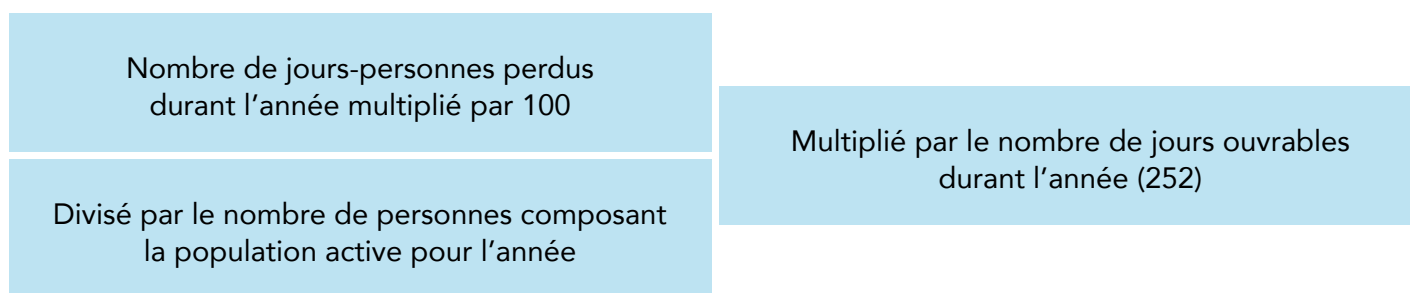 Nombre de jours-personnes perdus
durant l’année multiplié par 100
Divisé par le nombre de personnes composant
la population active pour l’année
Multiplié par le nombre de jours ouvrables
durant l’année (252)